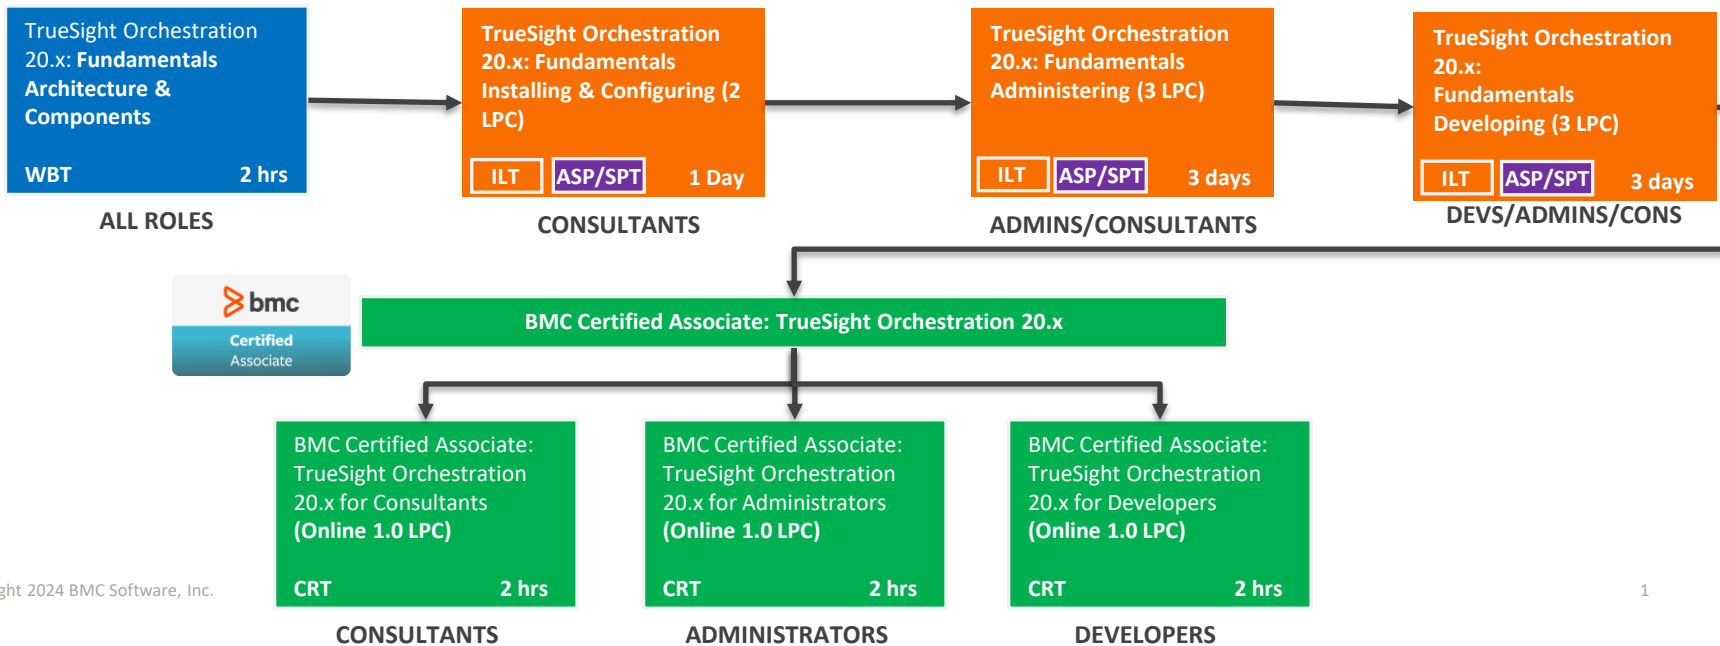 TrueSight Orchestration
20.x: Fundamentals
Architecture &
Components
WBT 2 hrs
ALL ROLES
TrueSight Orchestration
20.x: Fundamentals
Installing & Configuring (2
LPC)
ILT ASP/SPT 1 Day
CONSULTANTS
TrueSight Orchestration
20.x: Fundamentals
Administering (3 LPC)
ILT ASP/SPT 3 days
ADMINS/CONSULTANTS
TrueSight Orchestration
20.x:
Fundamentals
Developing (3 LPC)
ILT ASP/SPT 3 days
DEVS/ADMINS/CONS
bmc
Certified
Associate
BMC Certified Associate: TrueSight Orchestration 20.x
BMC Certified Associate:
TrueSight Orchestration
20.x for Consultants
(Online 1.0 LPC)
CRT 2 hrs
CONSULTANTS
BMC Certified Associate:
TrueSight Orchestration
20.x for Administrators
(Online 1.0 LPC)
CRT 2 hrs
ADMINISTRATORS
BMC Certified Associate:
TrueSight Orchestration
20.x for Developers
(Online 1.0 LPC)
CRT 2 hrs
DEVELOPERS
ght 2024 BMC Software, Inc.
1